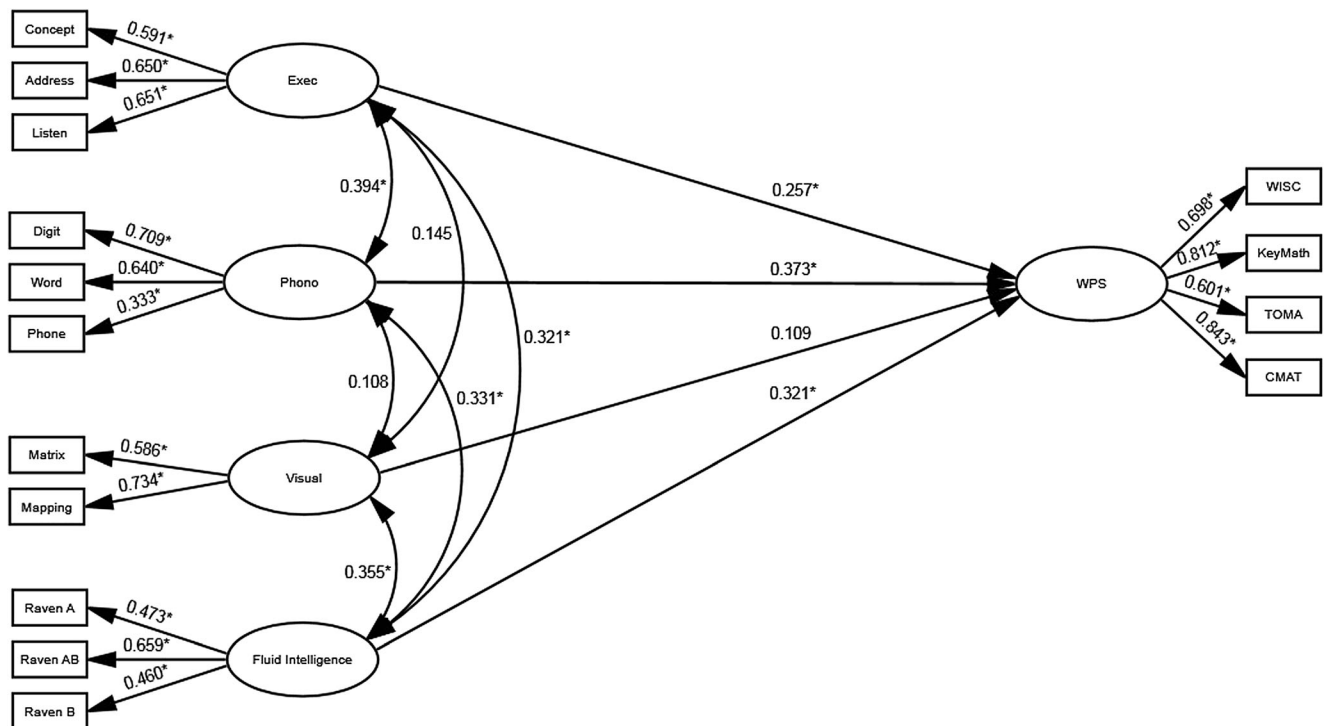 Concept
0.591*
Address
0.650*
Exec
Listen
0.651*
0.394*
0.257*
WISC
0.698*
Digit
0.709*
0.145
KeyMath
0.812*
Word
0.640*
Phono
0.373*
WPS
0.601*
TOMA
Phone
0.333*
0.321*
0.109
0.843*
CMAT
0.108
0.331*
0.321*
Matrix
0.586*
Visual
Mapping
0.734*
0.355*
Raven A
0.473*
Raven AB
0.659*
Fluid Intelligence
Raven B
0.460*